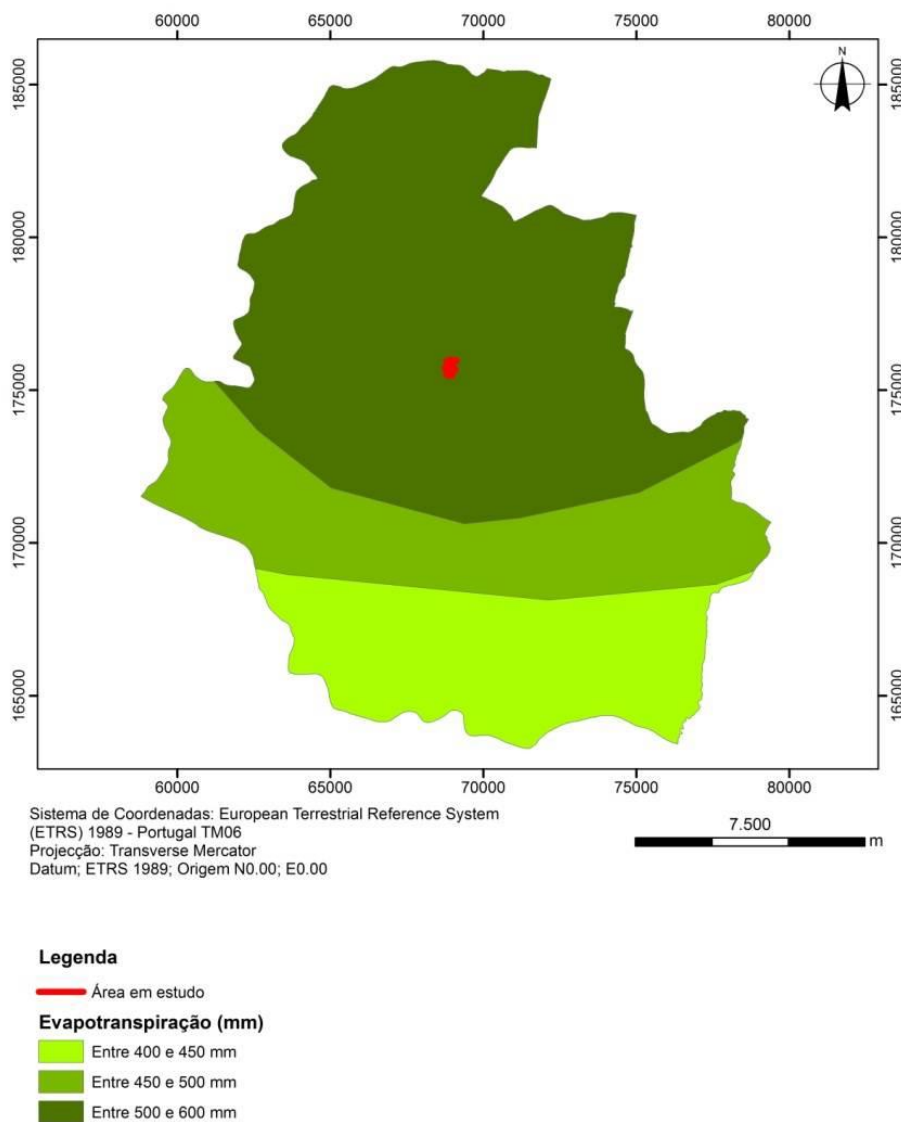 60000 65000 70000 75000 80000
N
185000 185000
180000 180000
175000 175000
170000 170000
165000 165000
60000 65000 70000 75000 80000
Sistema de Coordenadas: European Terrestrial Reference System
(ETRS) 1989 - Portugal TM06
Projecção: Transverse Mercator
Datum; ETRS 1989; Origem N0.00; E0.00
7.500
m
Legenda
Área em estudo
Evapotranspiração (mm)
Entre 400 e 450 mm
Entre 450 e 500 mm
Entre 500 e 600 mm